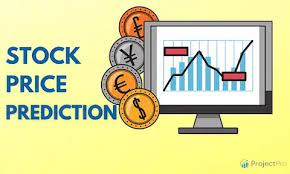 STOCK
PRICE
PREDICTION
¥
€
£
$
ProjectPro